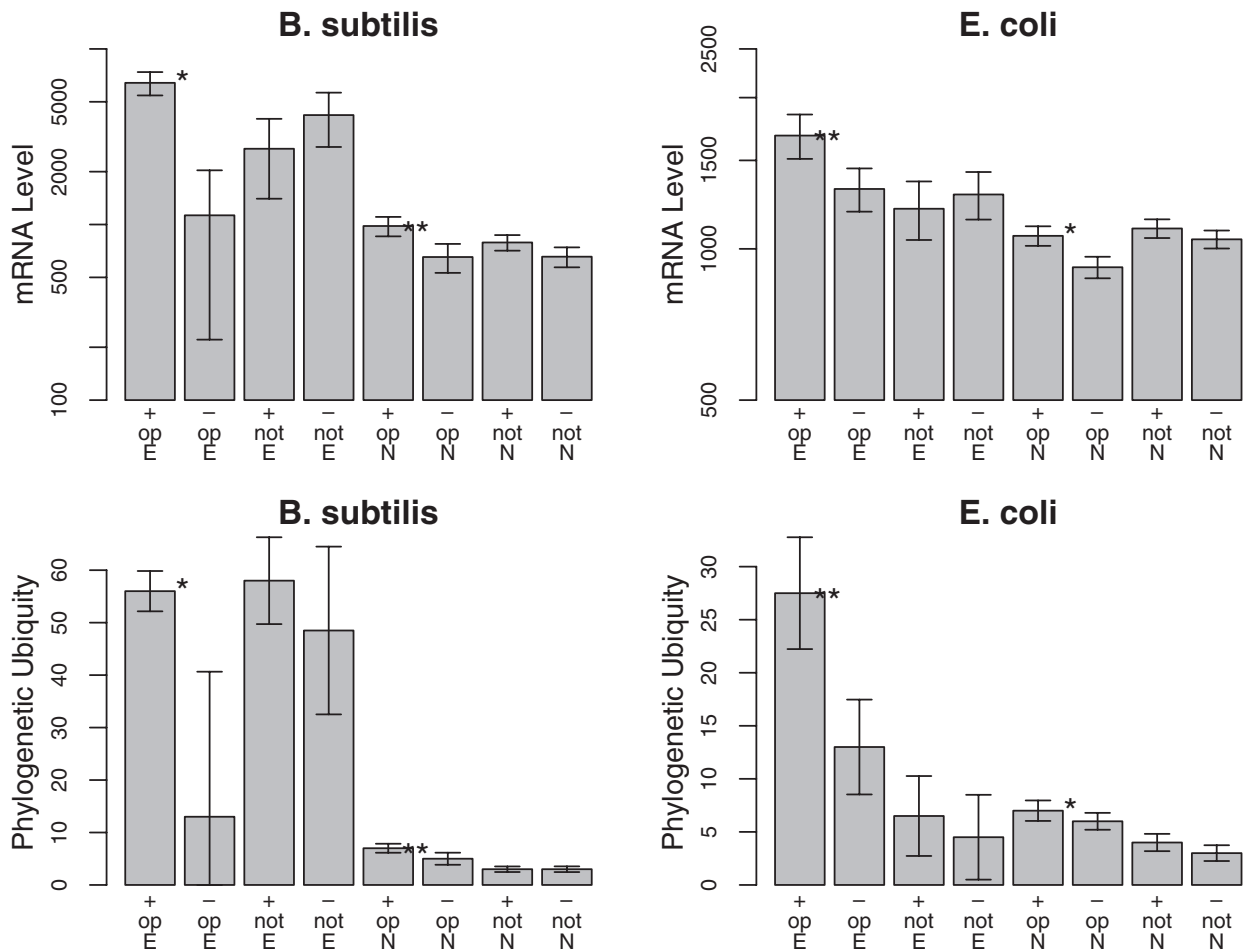 B. subtilis
mRNA Level
5000
2000
500
100
*
**
+ − + − + − + −
op op not not op op not not
E E E E N N N N
E. coli
mRNA Level
2500
1500
1000
500
**
*
+ − + − + − + −
op op not not op op not not
E E E E N N N N
B. subtilis
Phylogenetic Ubiquity
60
50
40
30
20
10
0
*
**
+ − + − + − + −
op op not not op op not not
E E E E N N N N
E. coli
Phylogenetic Ubiquity
30
25
20
15
10
5
0
**
*
+ − + − + − + −
op op not not op op not not
E E E E N N N N